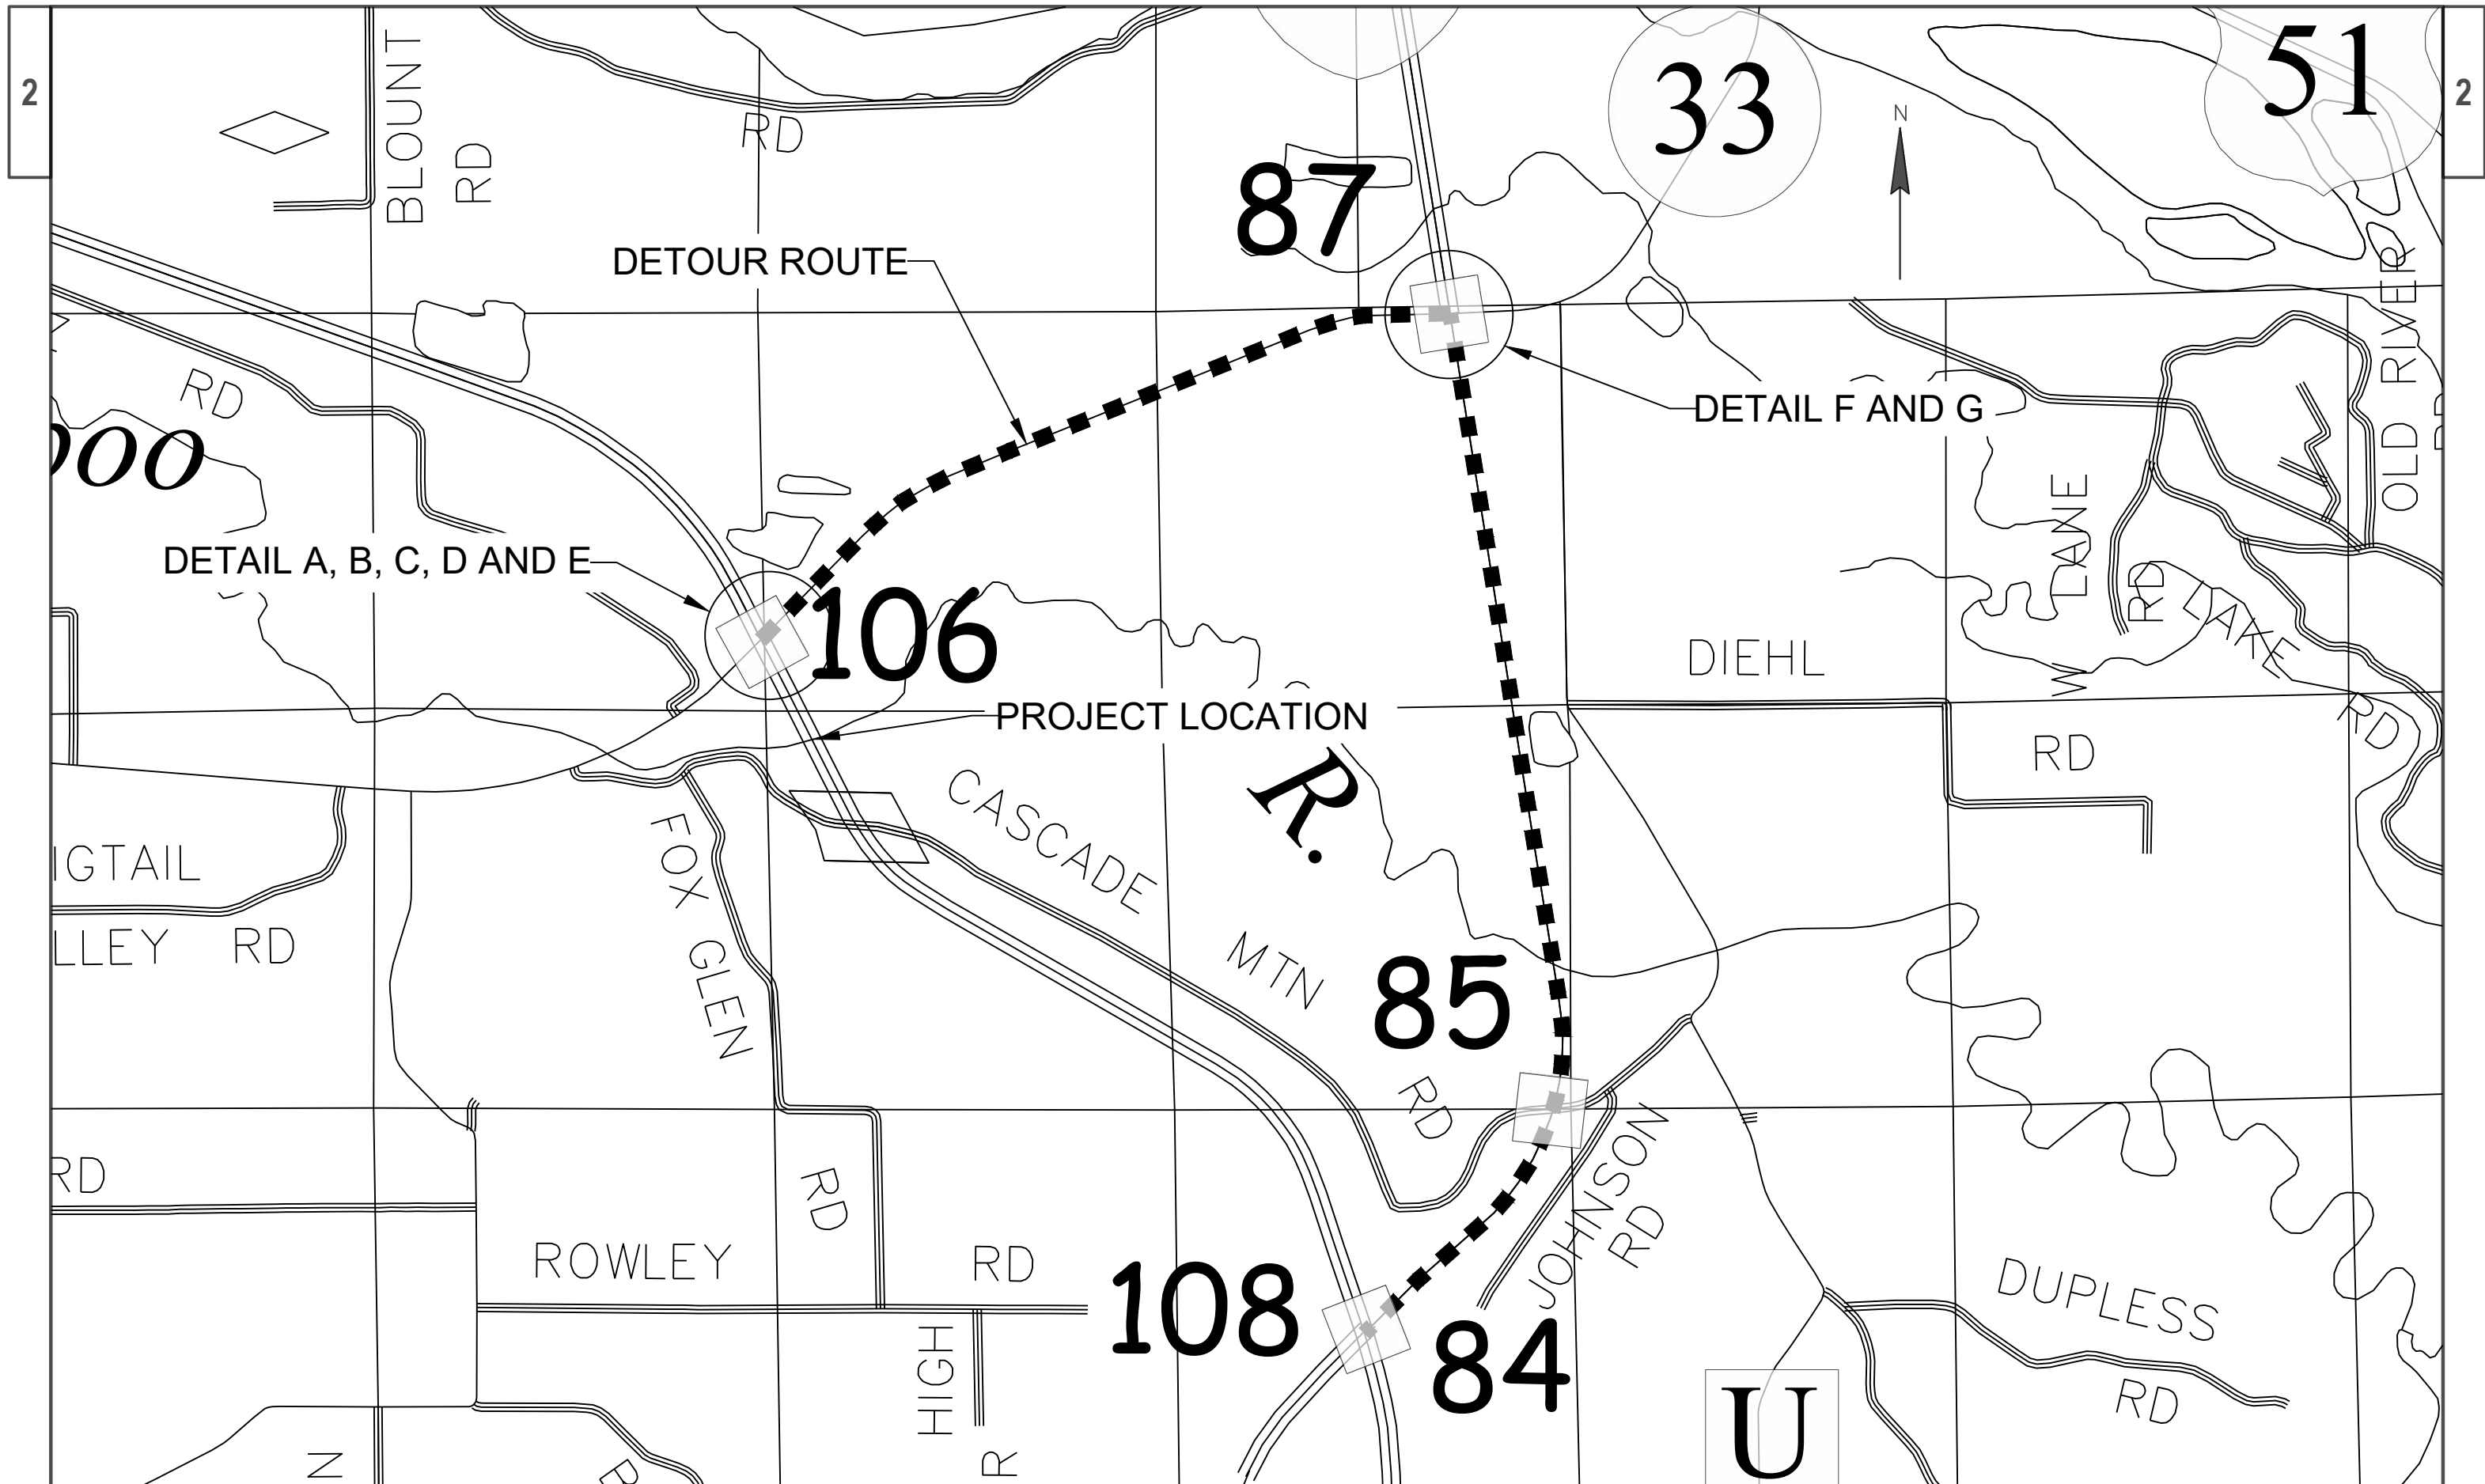 2
BLOUNT
RD
RD
33
51
2
N
87
DETOUR ROUTE
OLD RIVER
RD
DETAIL F AND G
00
DETAIL A, B, C, D AND E
106
LANE
RD
LAKE
RD
W
DIEHL
RD
PROJECT LOCATION
R.
CASCADE
MTN
RD
IGTAIL
LLEY RD
FOX
GLEN
RD
85
RD
JOHNSON
RD
ROWLEY
RD
108
84
HIGH
R
DUPLESS
RD
U
N